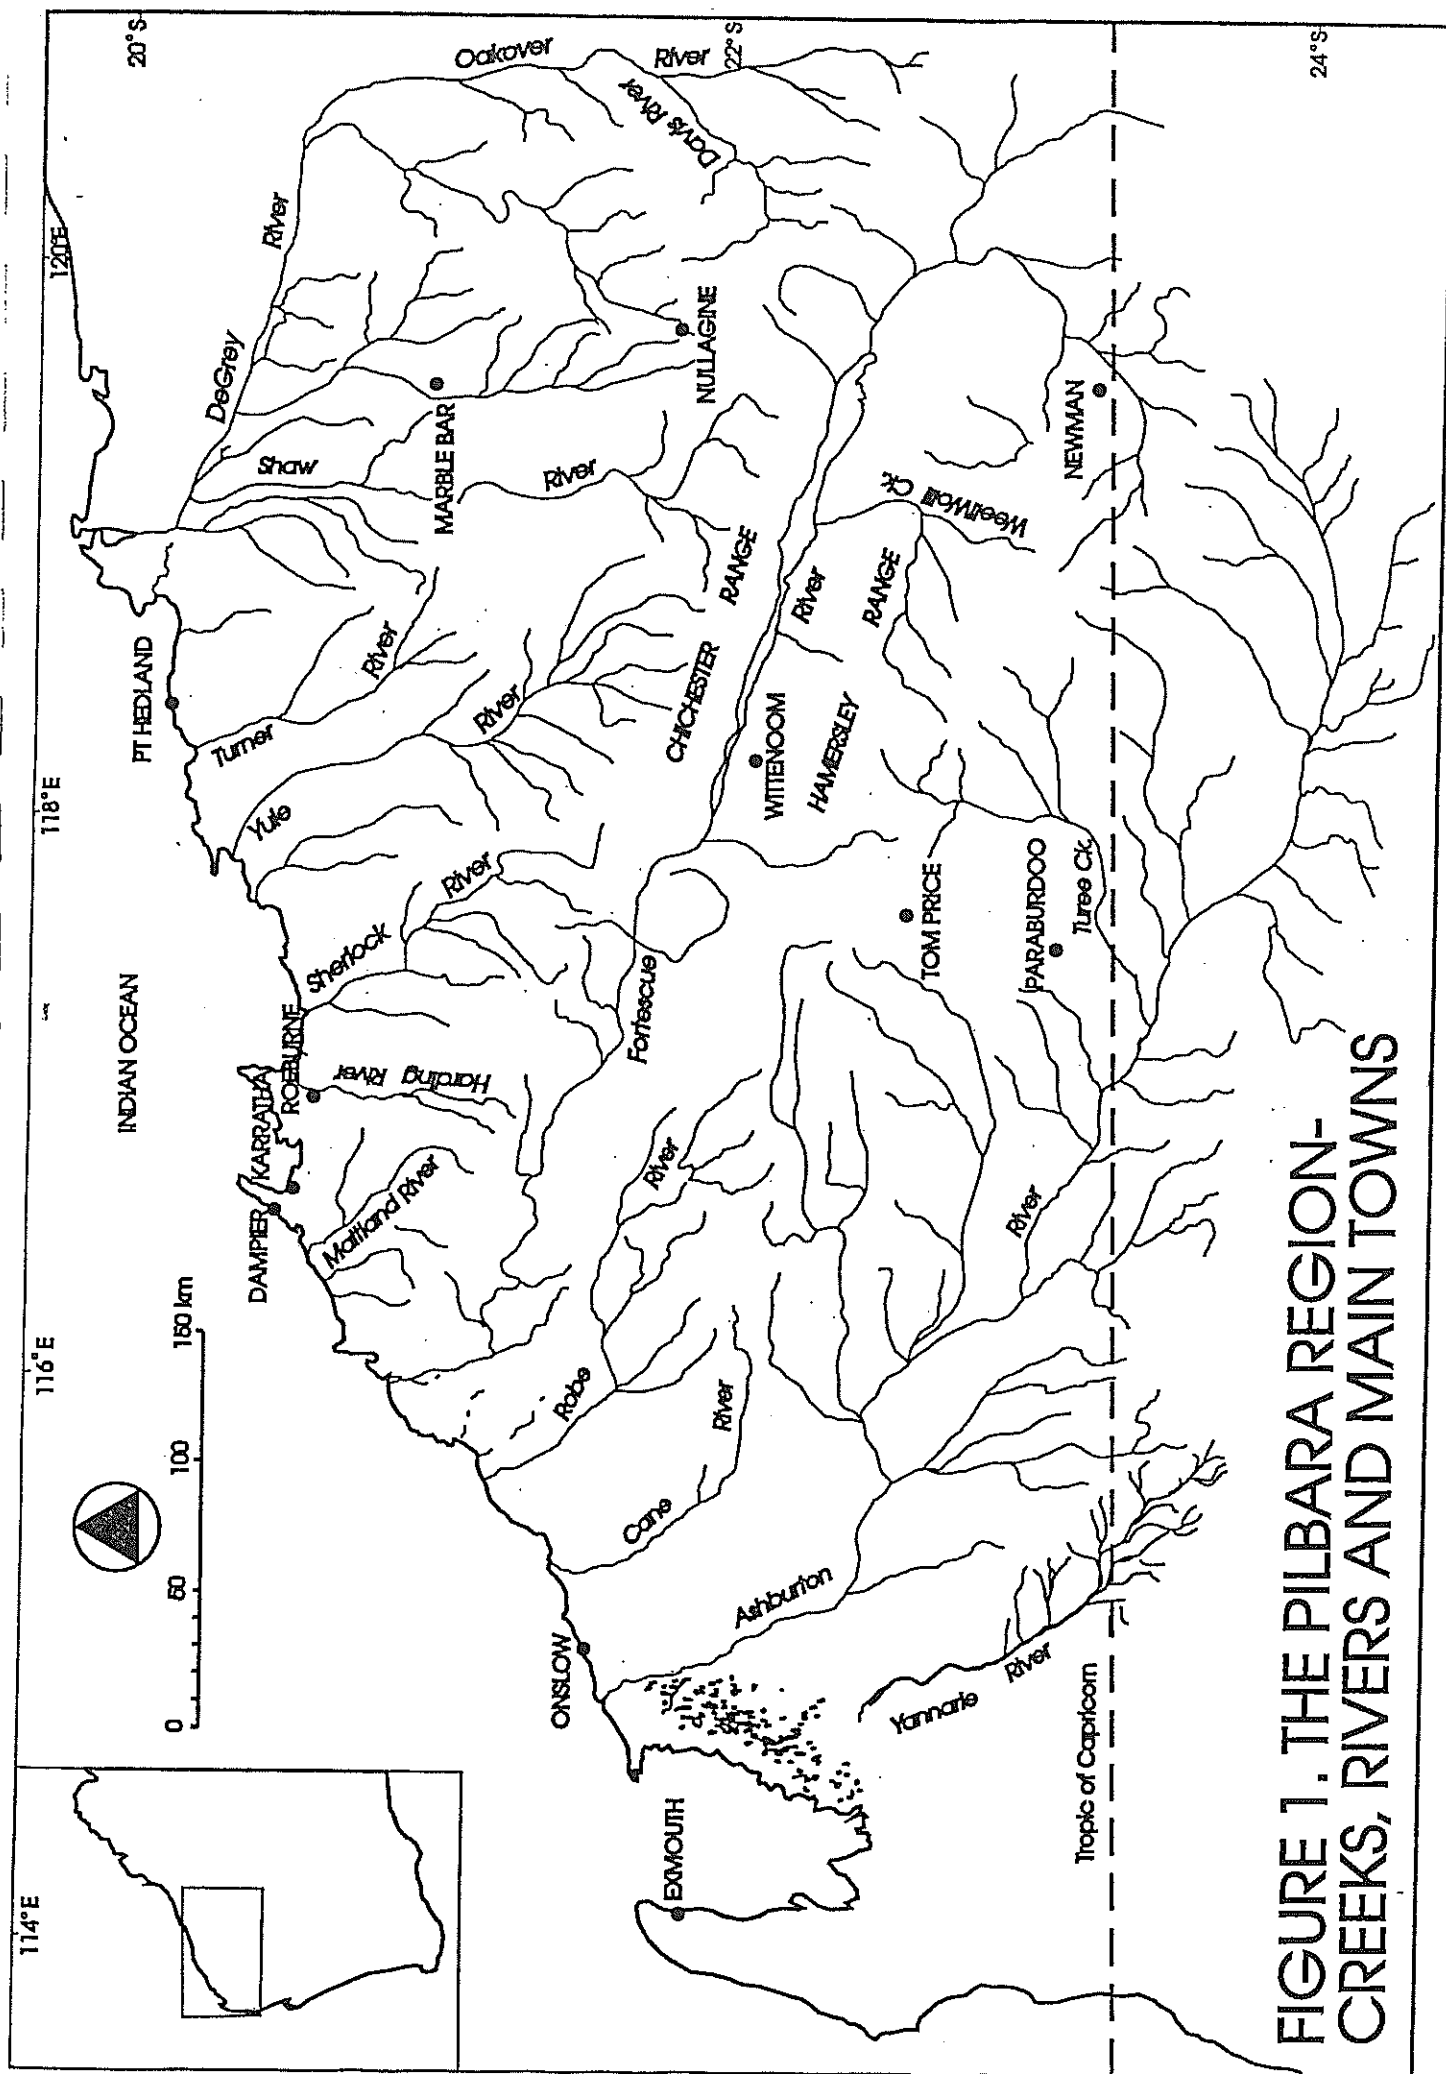 114°E
116°E
118°E
120°E
20°S
22°S
24°S
0
50
100
150 km
INDIAN OCEAN
EXMOUTH
ONSLOW
DAMPIER
KARRATHA
ROEBURNE
PT HEDLAND
MARBLE BAR
NULLAGINE
WITTENOOM
TOM PRICE
PARABURDOO
NEWMAN
CHICHESTER RANGE
HAMERSLEY RANGE
Yannarie River
Ashburton River
Cane River
Robe River
Maitland River
Harding River
Fortescue River
Sherlock River
Yule River
Turner River
Shaw River
DeGrey River
Oakover River
Davis River
WeeliWolli Ck
Turee Ck.
Tropic of Capricorn
FIGURE 1. THE PILBARA REGION-
CREEKS, RIVERS AND MAIN TOWNS